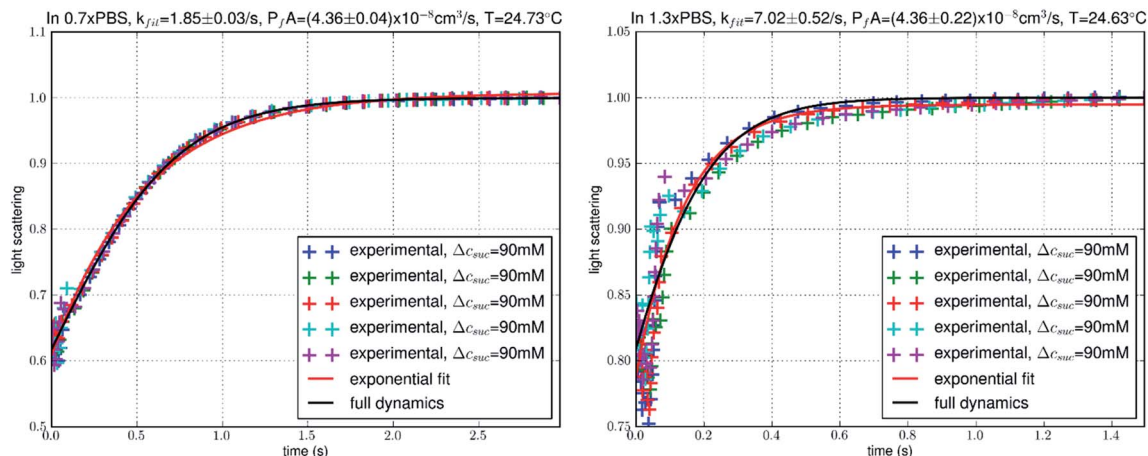 In 0.7xPBS, k_fit=1.85±0.03/s, P_fA=(4.36±0.04)x10⁻⁸cm³/s, T=24.73°C
1.1
1.0
0.9
0.8
0.7
0.6
0.5
light scattering
experimental, Δc_suc=90mM
experimental, Δc_suc=90mM
experimental, Δc_suc=90mM
experimental, Δc_suc=90mM
experimental, Δc_suc=90mM
exponential fit
full dynamics
0.0 0.5 1.0 1.5 2.0 2.5
time (s)
In 1.3xPBS, k_fit=7.02±0.52/s, P_fA=(4.36±0.22)x10⁻⁸cm³/s, T=24.63°C
1.05
1.00
0.95
0.90
0.85
0.80
0.75
light scattering
experimental, Δc_suc=90mM
experimental, Δc_suc=90mM
experimental, Δc_suc=90mM
experimental, Δc_suc=90mM
experimental, Δc_suc=90mM
exponential fit
full dynamics
0.0 0.2 0.4 0.6 0.8 1.0 1.2 1.4
time (s)